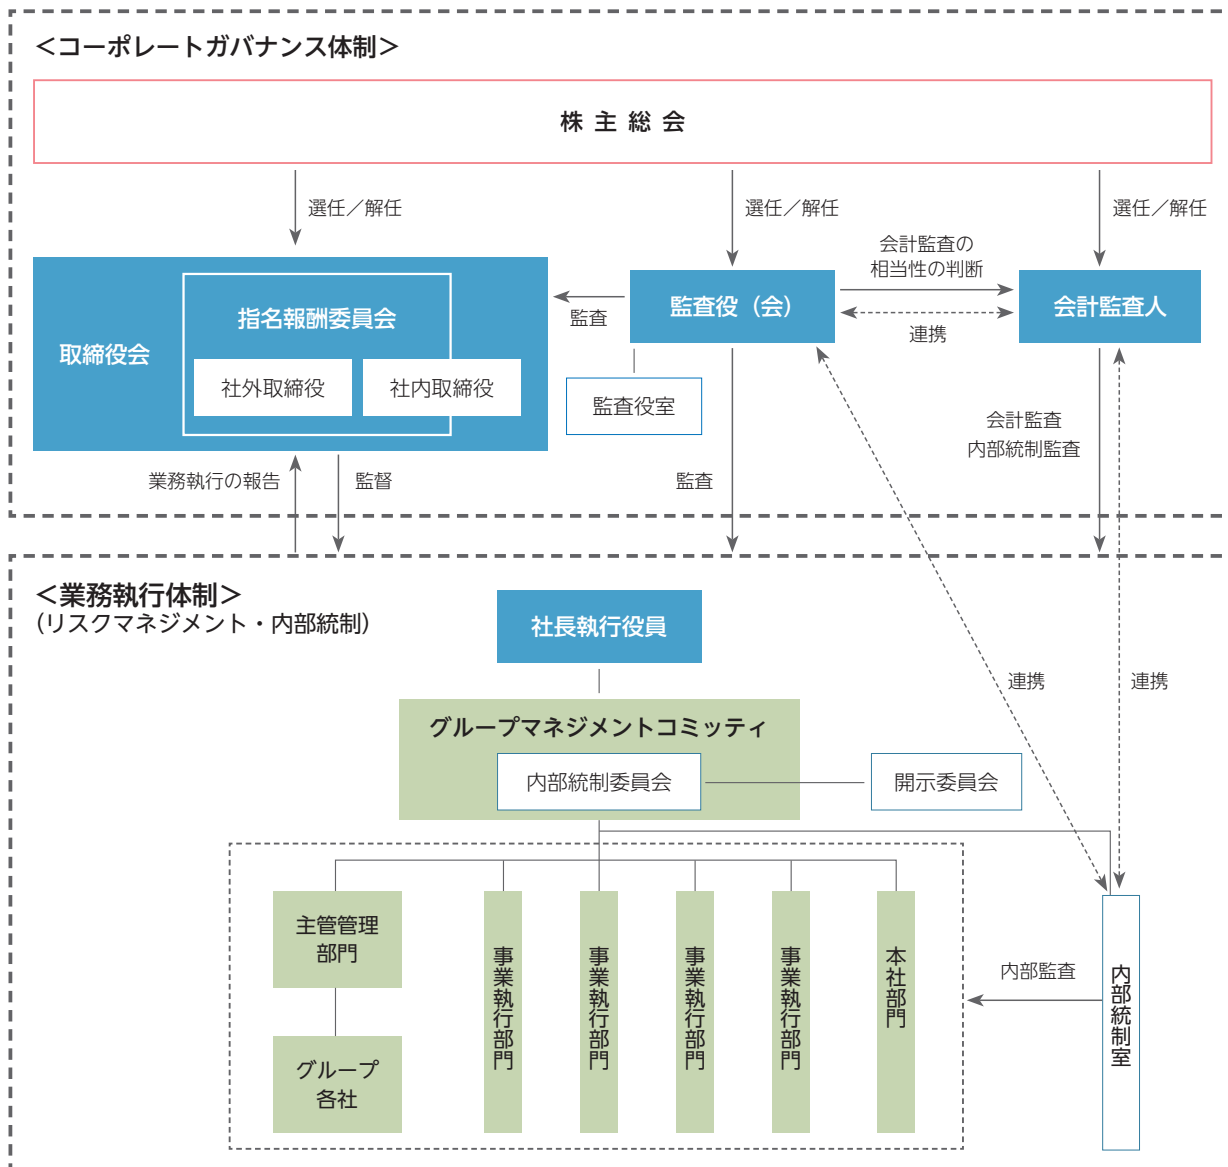 ＜コーポレートガバナンス体制＞
株主総会
選任／解任
選任／解任
選任／解任
会計監査の
相当性の判断
取締役会
指名報酬委員会
社外取締役
社内取締役
監査
監査役（会）
連携
会計監査人
監査役室
会計監査
内部統制監査
業務執行の報告
監督
監査
＜業務執行体制＞
(リスクマネジメント・内部統制)
社長執行役員
連携
連携
グループマネジメントコミッティ
内部統制委員会
開示委員会
主管管理
部門
グループ
各社
事業執行部門
事業執行部門
事業執行部門
事業執行部門
本社部門
内部監査
内部統制室